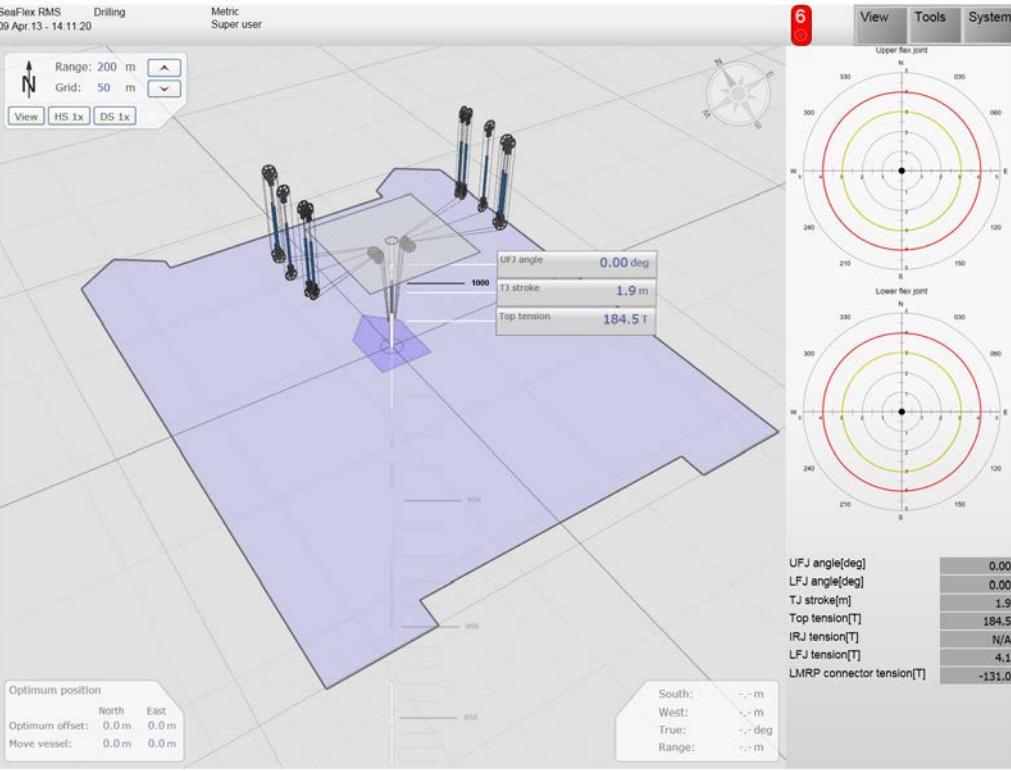 SeaFlex RMS Drilling Metric
09 Apr.13 - 14:11:20 Super user
6
View Tools System
Range: 200 m
N
Grid: 50 m
View HS 1x DS 1x
N
E
S
W
UFJ angle 0.00 deg
1000
TJ stroke 1.9 m
Top tension 184.5 T
950
900
850
Optimum position
North East
Optimum offset: 0.0 m 0.0 m
Move vessel: 0.0 m 0.0 m
South: -.- m
West: -.- m
True: -.- deg
Range: -.- m
Upper flex joint
N
330 030
300 060
W E
240 120
210 150
S
Lower flex joint
N
330 030
300 060
W E
240 120
210 150
S
UFJ angle[deg] 0.00
LFJ angle[deg] 0.00
TJ stroke[m] 1.9
Top tension[T] 184.5
IRJ tension[T] N/A
LFJ tension[T] 4.1
LMRP connector tension[T] -131.0